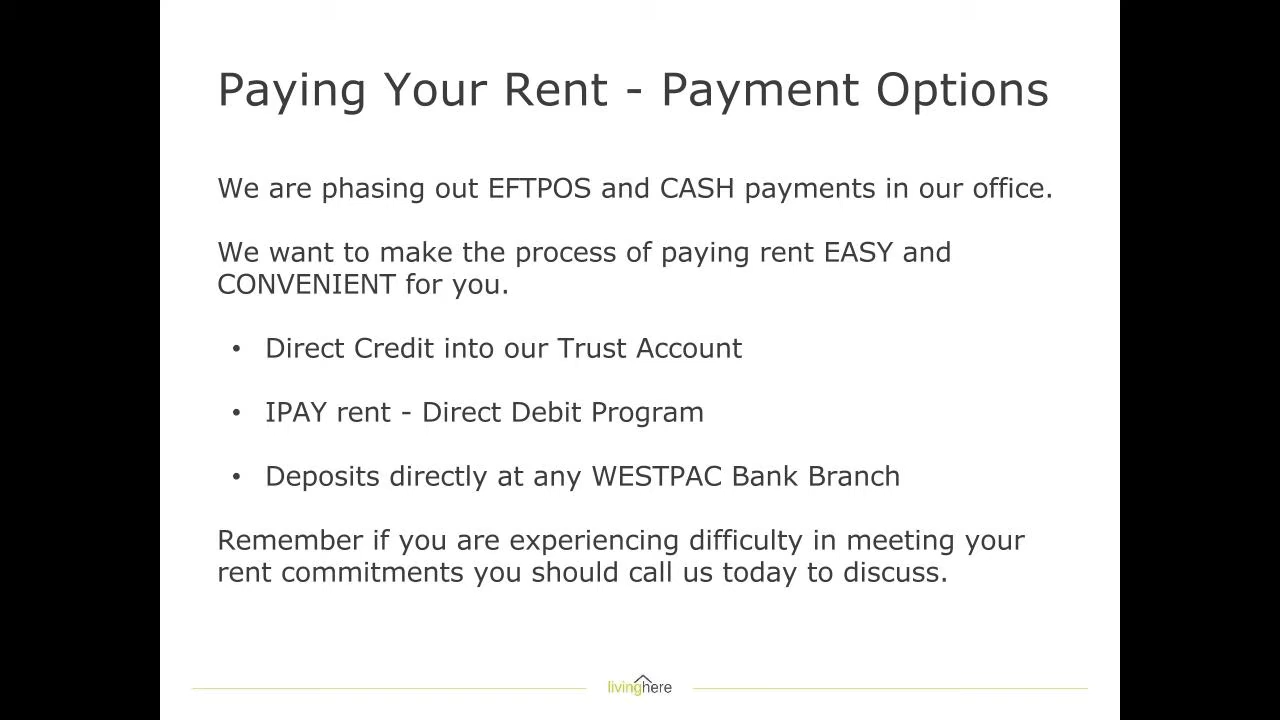 Paying Your Rent - Payment Options
We are phasing out EFTPOS and CASH payments in our office.
We want to make the process of paying rent EASY and
CONVENIENT for you.
• Direct Credit into our Trust Account
• IPAY rent - Direct Debit Program
• Deposits directly at any WESTPAC Bank Branch
Remember if you are experiencing difficulty in meeting your
rent commitments you should call us today to discuss.
livinghere